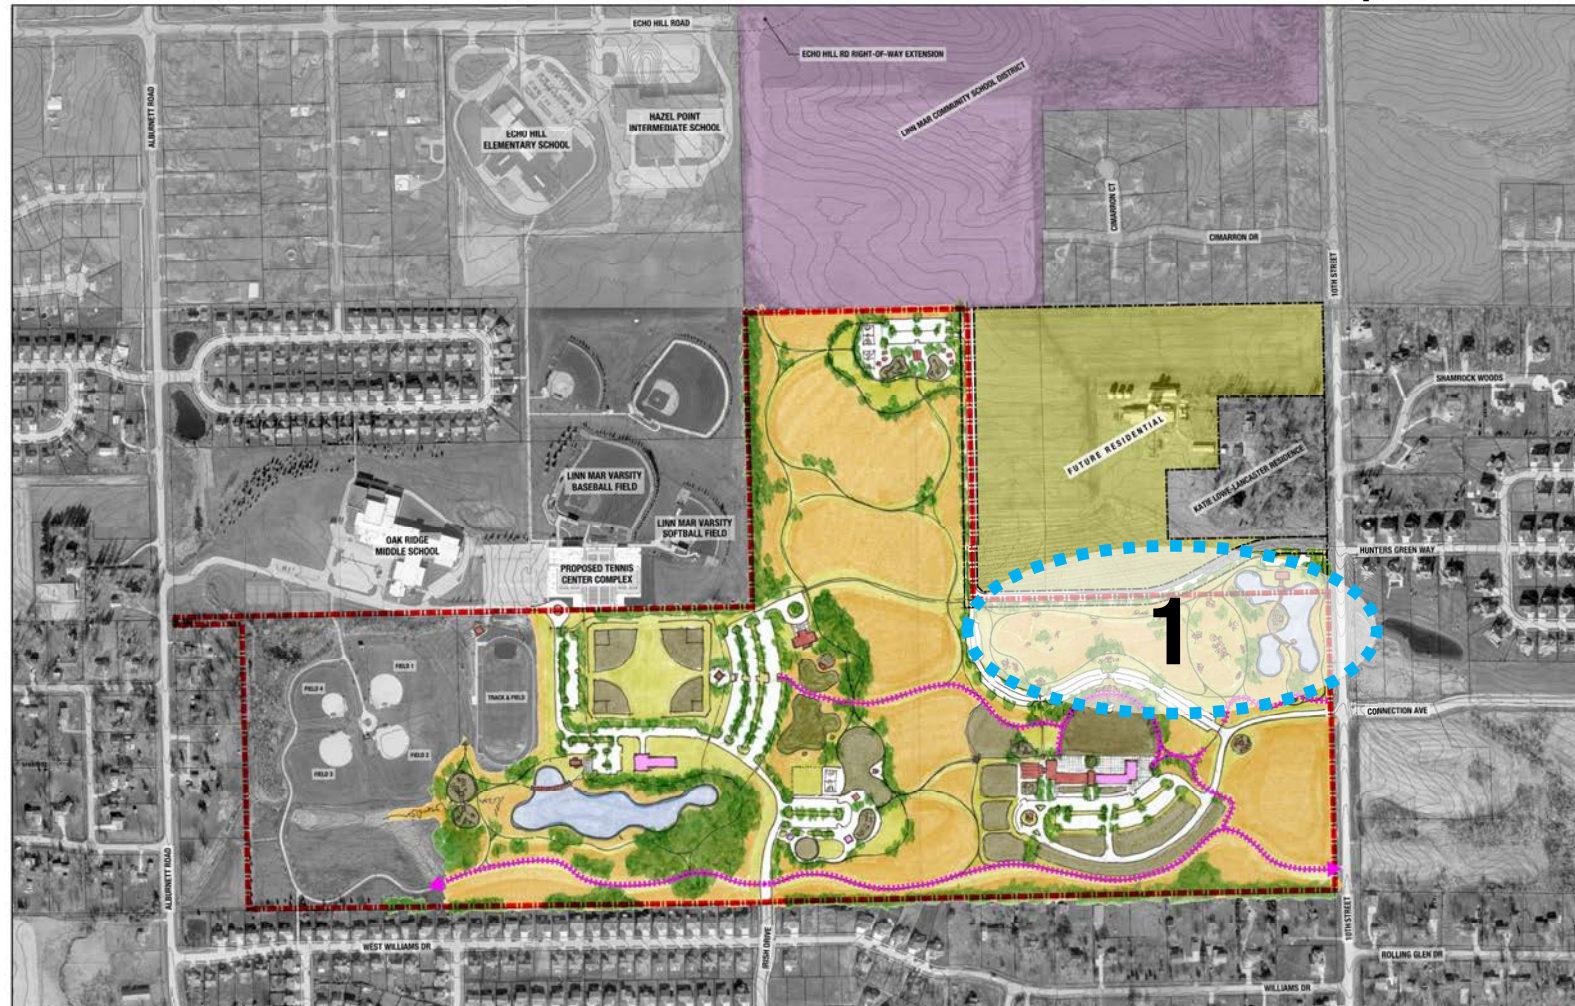 ECHO HILL ROAD
ECHO HILL RD RIGHT-OF-WAY EXTENSION
LINN MAR COMMUNITY SCHOOL DISTRICT
ALBURNETT ROAD
HAZEL POINT
INTERMEDIATE SCHOOL
ECHO HILL
ELEMENTARY SCHOOL
CIMARRON CT
CIMARRON DR
10TH STREET
SHAMROCK WOODS
FUTURE RESIDENTIAL
KATIE LOWE-LANCASTER RESIDENCE
LINN MAR VARSITY
BASEBALL FIELD
LINN MAR VARSITY
SOFTBALL FIELD
OAK RIDGE
MIDDLE SCHOOL
PROPOSED TENNIS
CENTER COMPLEX
HUNTERS GREEN WAY
1
FIELD 1
FIELD 4
TRACK & FIELD
CONNECTION AVE
FIELD 2
FIELD 3
ALBURNETT ROAD
IRISH DRIVE
10TH STREET
WEST WILLIAMS DR
ROLLING GLEN DR
WILLIAMS DR